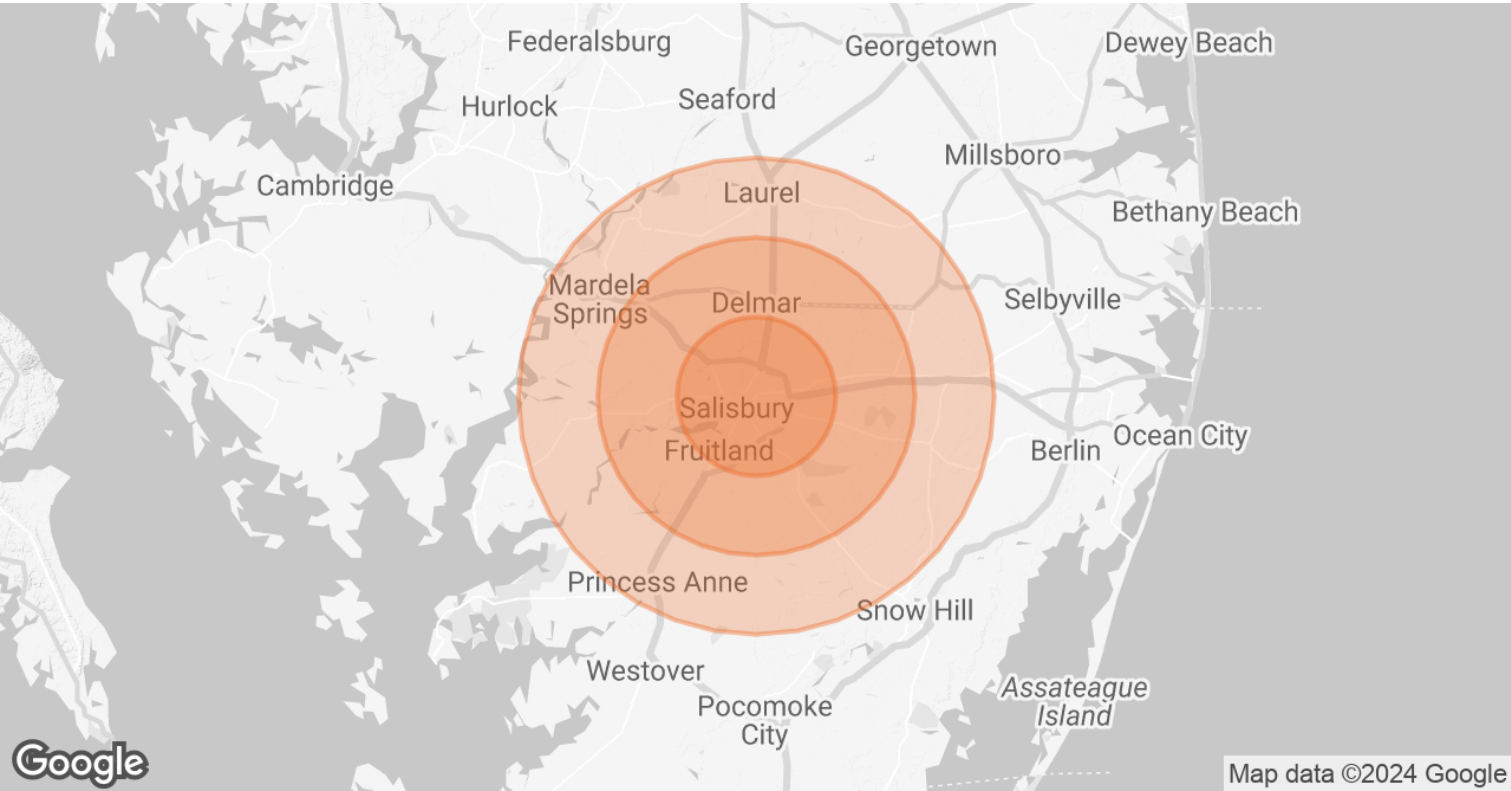 Federalsburg
Georgetown
Dewey Beach
Hurlock
Seaford
Millsboro
Cambridge
Laurel
Bethany Beach
Mardela
Springs
Delmar
Selbyville
Salisbury
Fruitland
Berlin
Ocean City
Princess Anne
Snow Hill
Westover
Pocomoke
City
Assateague
Island
Google
Map data ©2024 Google